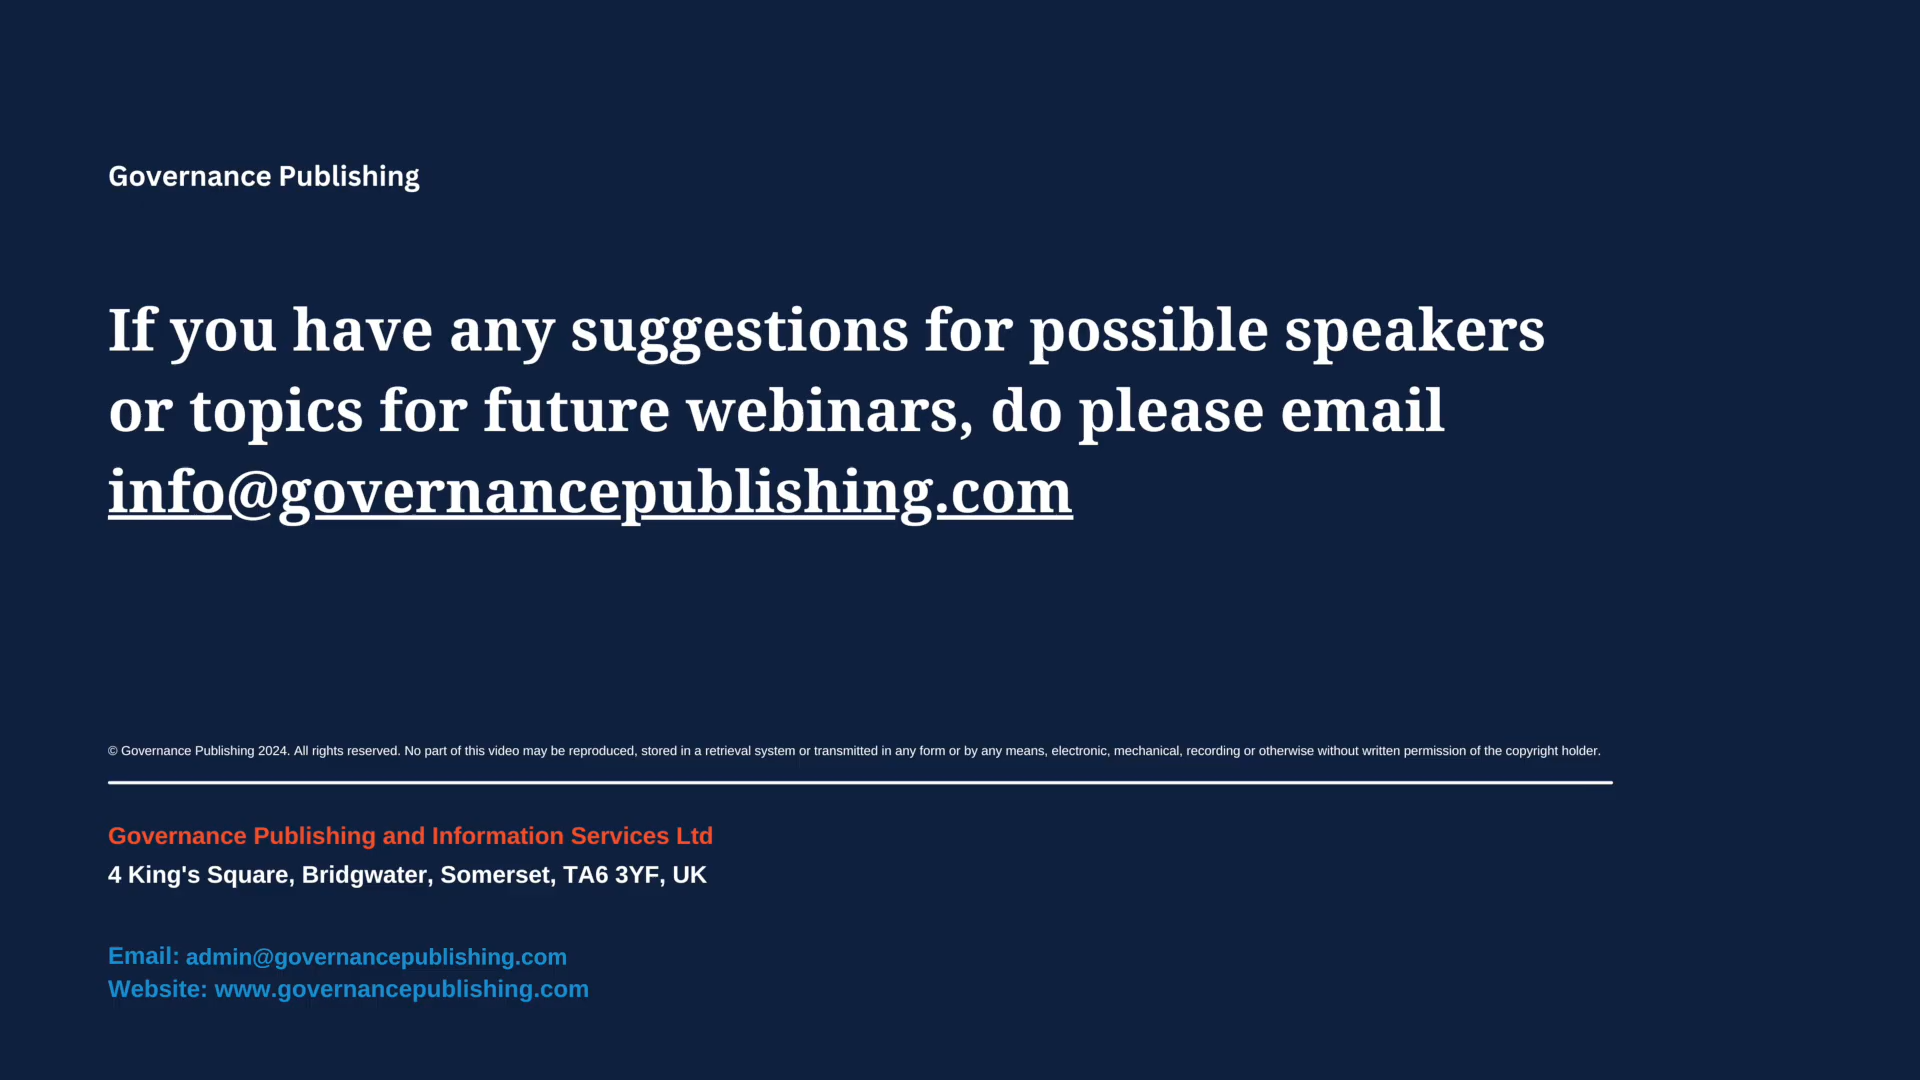 Governance Publishing
If you have any suggestions for possible speakers
or topics for future webinars, do please email
info@governancepublishing.com
© Governance Publishing 2024. All rights reserved. No part of this video may be reproduced, stored in a retrieval system or transmitted in any form or by any means, electronic, mechanical, recording or otherwise without written permission of the copyright holder.
Governance Publishing and Information Services Ltd
4 King's Square, Bridgwater, Somerset, TA6 3YF, UK
Email: admin@governancepublishing.com
Website: www.governancepublishing.com